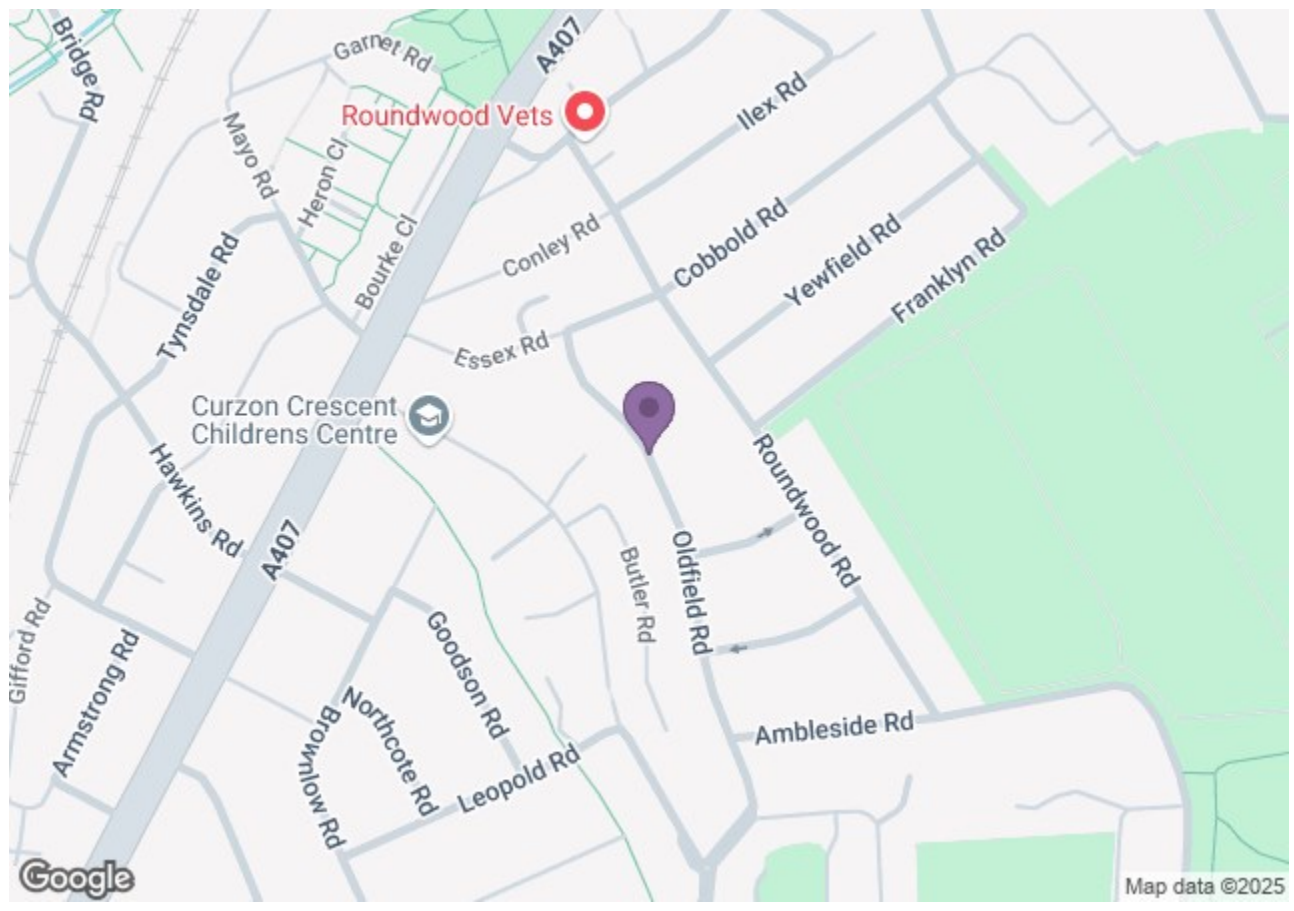 Bridge Rd
Garnet Rd
A407
Roundwood Vets
Ilex Rd
Mayo Rd
Heron Cl
Bourke Cl
Conley Rd
Cobbold Rd
Yewfield Rd
Franklyn Rd
Tynsdale Rd
Essex Rd
Curzon Crescent
Childrens Centre
Hawkins Rd
A407
Roundwood Rd
Oldfield Rd
Butler Rd
Gifford Rd
Armstrong Rd
Goodson Rd
Northcote Rd
Brownlow Rd
Leopold Rd
Ambleside Rd
Google
Map data ©2025